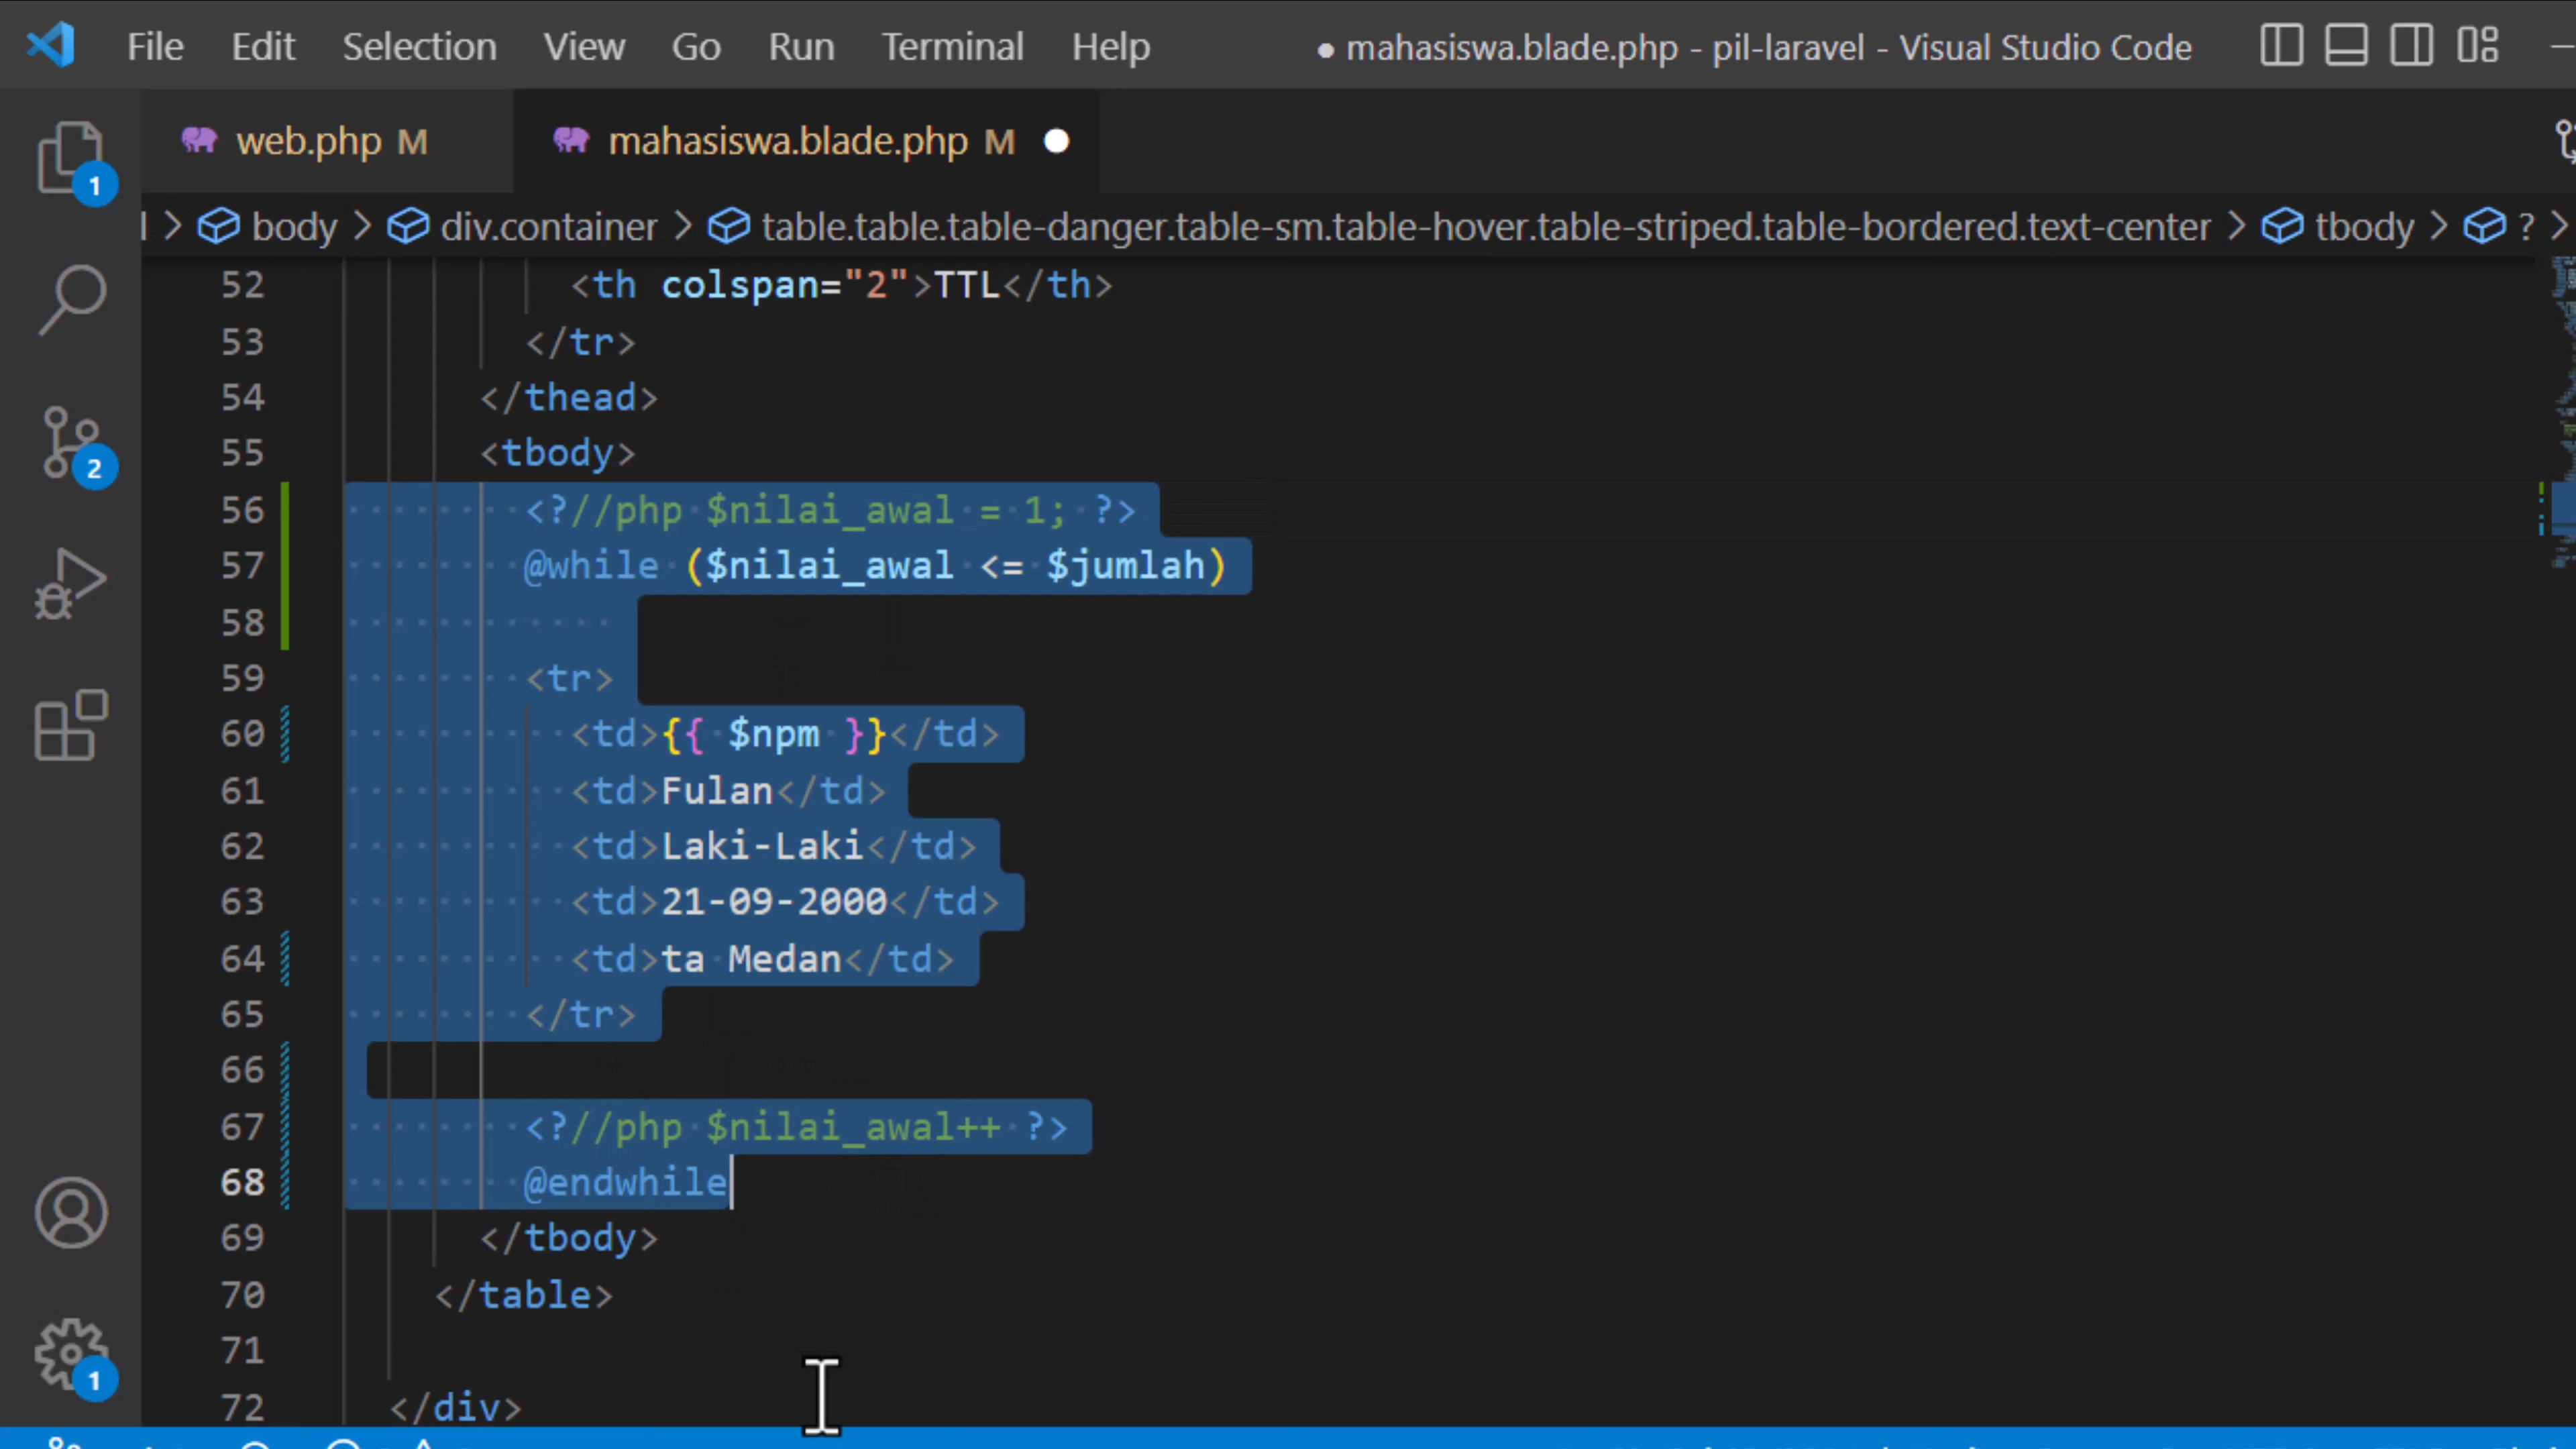 File Edit Selection View Go Run Terminal Help ● mahasiswa.blade.php - pil-laravel - Visual Studio Code
web.php M mahasiswa.blade.php M
body > div.container > table.table.table-danger.table-sm.table-hover.table-striped.table-bordered.text-center > tbody > ? >
52 <th colspan="2">TTL</th>
53 </tr>
54 </thead>
55 <tbody>
56 <?//php $nilai_awal = 1; ?>
57 @while ($nilai_awal <= $jumlah)
58
59 <tr>
60 <td>{{ $npm }}</td>
61 <td>Fulan</td>
62 <td>Laki-Laki</td>
63 <td>21-09-2000</td>
64 <td>ta Medan</td>
65 </tr>
66
67 <?//php $nilai_awal++ ?>
68 @endwhile
69 </tbody>
70 </table>
71
72 </div>
1
2
1